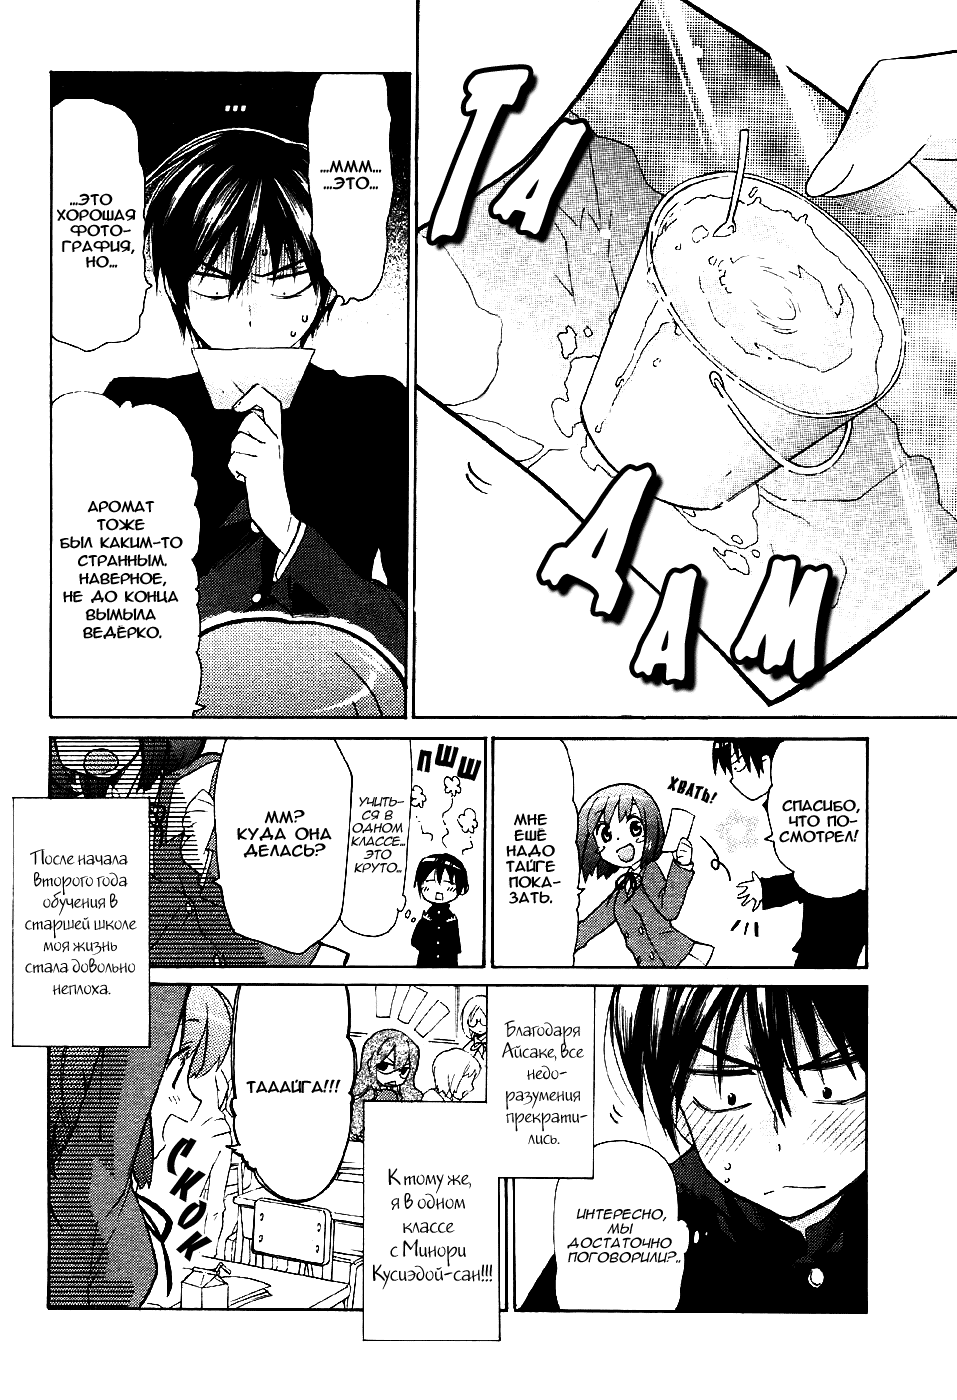 ТА
ДАМ
...
...МММ...
...ЭТО...
...ЭТО
ХОРОШАЯ
ФОТО-
ГРАФИЯ,
НО...
АРОМАТ
ТОЖЕ
БЫЛ КАКИМ-ТО
СТРАННЫМ.
НАВЕРНОЕ,
НЕ ДО КОНЦА
ВЫМЫЛА
ВЕДЁРКО.
СПАСИБО,
ЧТО ПО-
СМОТРЕЛ!
ХВАТЬ!
МНЕ
ЕЩЁ
НАДО
ТАЙГЕ
ПОКА-
ЗАТЬ.
ПШШ
УЧИТЬ-
СЯ В
ОДНОМ
КЛАССЕ...
ЭТО
КРУТО..
ММ?
КУДА ОНА
ДЕЛАСЬ?
После начала
второго года
обучения в
старшей школе
моя жизнь
стала довольно
неплоха.
Благодаря
Айсаке, все
недо-
разумения
прекрати-
лись.
ИНТЕРЕСНО,
МЫ
ДОСТАТОЧНО
ПОГОВОРИЛИ?..
ТАААЙГА!!!
К тому же,
я в одном
классе
с Минори
Кусиэдой-сан!!!
СКОК